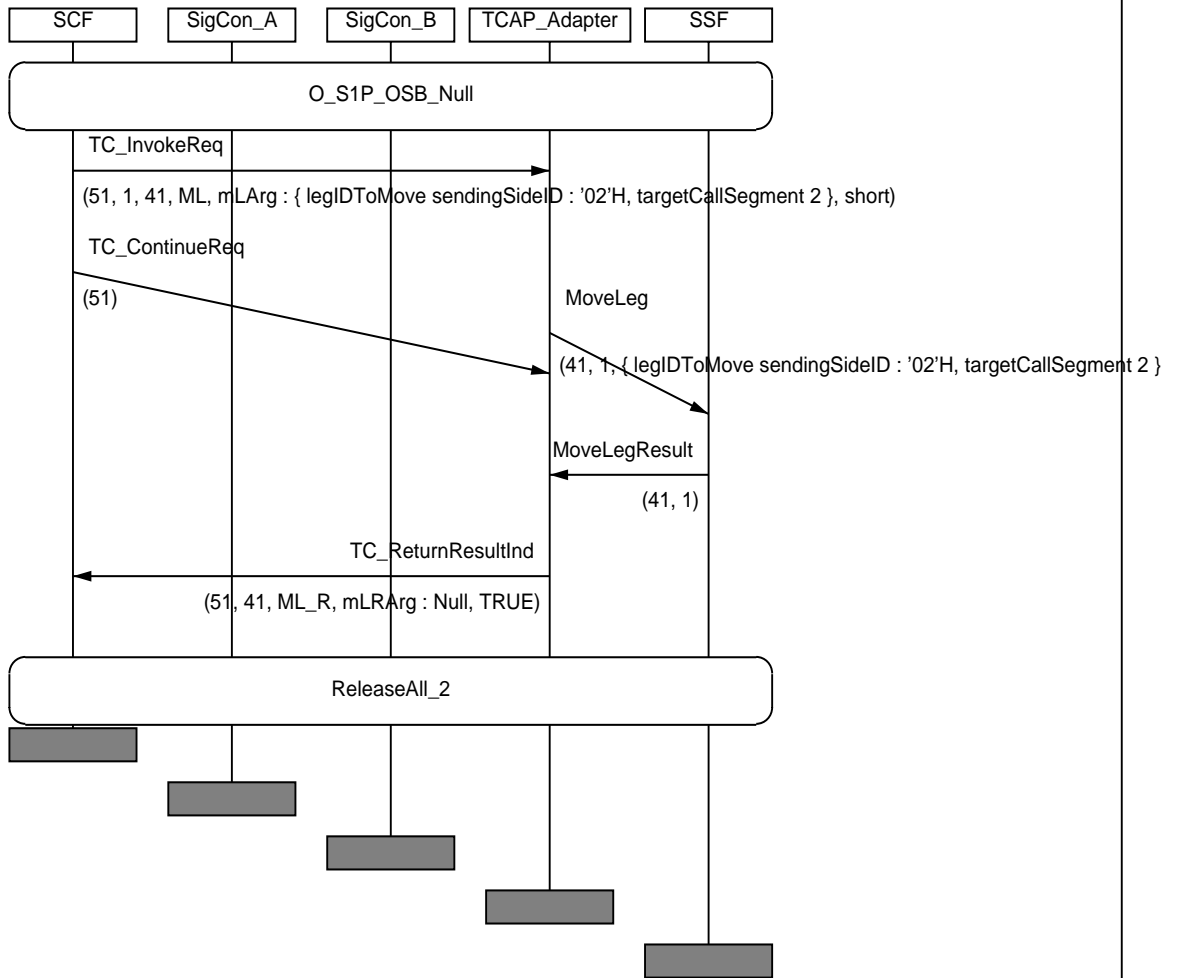 SCF SigCon_A SigCon_B TCAP_Adapter SSF
O_S1P_OSB_Null
TC_InvokeReq
(51, 1, 41, ML, mLArg : { legIDToMove sendingSideID : '02'H, targetCallSegment 2 }, short)
TC_ContinueReq
(51)
MoveLeg
(41, 1, { legIDToMove sendingSideID : '02'H, targetCallSegment 2 }
MoveLegResult
(41, 1)
TC_ReturnResultInd
(51, 41, ML_R, mLRArg : Null, TRUE)
ReleaseAll_2